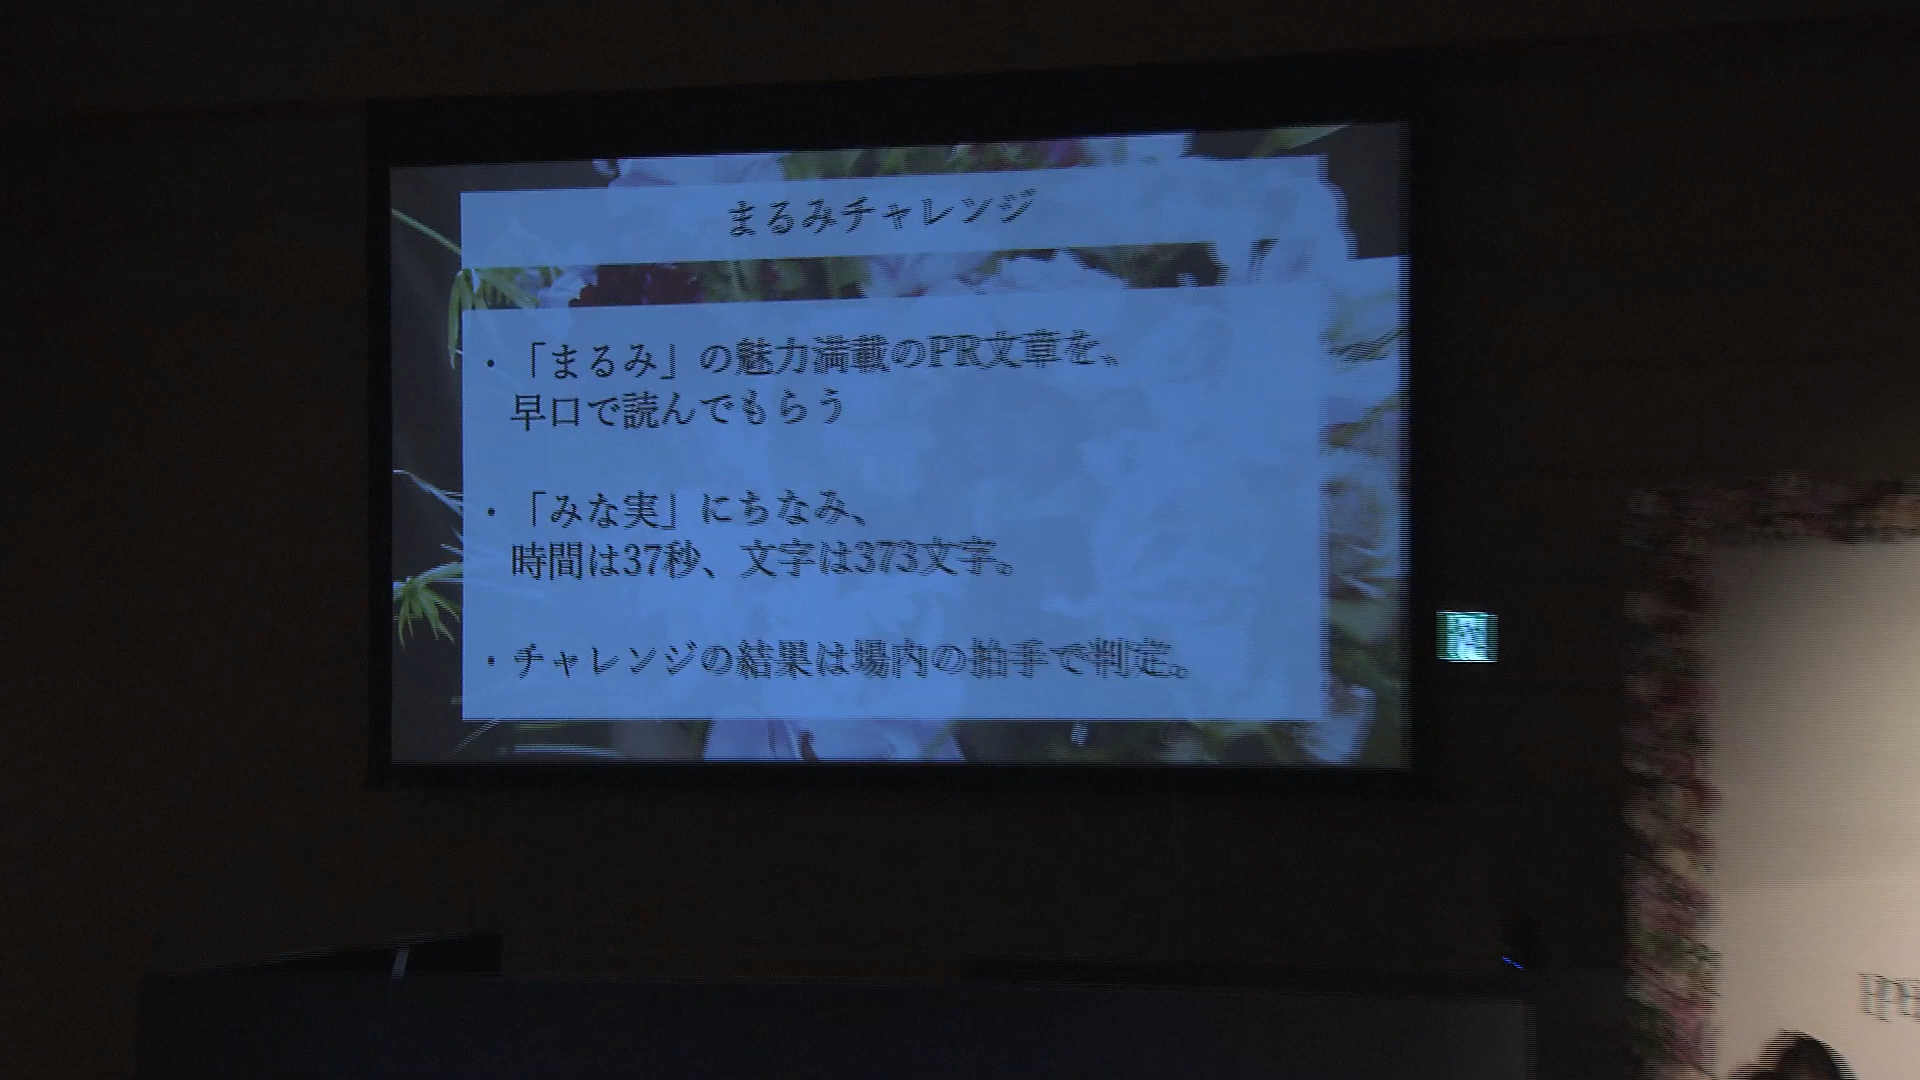 まるみチャレンジ
・「まるみ」の魅力満載のPR文章を、
早口で読んでもらう
・「みな実」にちなみ、
時間は37秒、文字は373文字。
・チャレンジの結果は場内の拍手で判定。